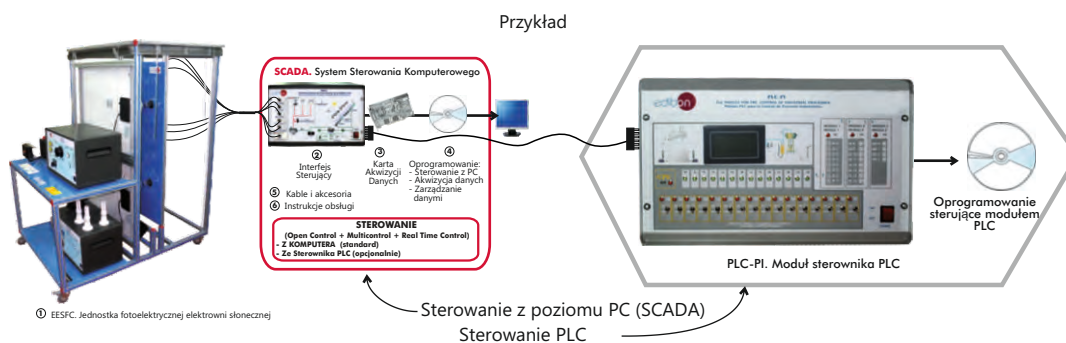 Przykład
SCADA. System Sterowania Komputerowego
② Interfejs
Sterujący
③ Karta
Akwizycji
Danych
④ Oprogramowanie:
- Sterowanie z PC
- Akwizycja danych
- Zarządzanie
danymi
⑤ Kable i akcesoria
⑥ Instrukcje obsługi
STEROWANIE
(Open Control + Multicontrol + Real Time Control)
- Z KOMPUTERA (standard)
- Ze Sterownika PLC (opcjonalnie)
① EESFC. Jednostka fotoelektrycznej elektrowni słonecznej
edibon
PLC-PI
PLC-PI. Moduł sterownika PLC
Oprogramowanie
sterujące modułem
PLC
Sterowanie z poziomu PC (SCADA)
Sterowanie PLC